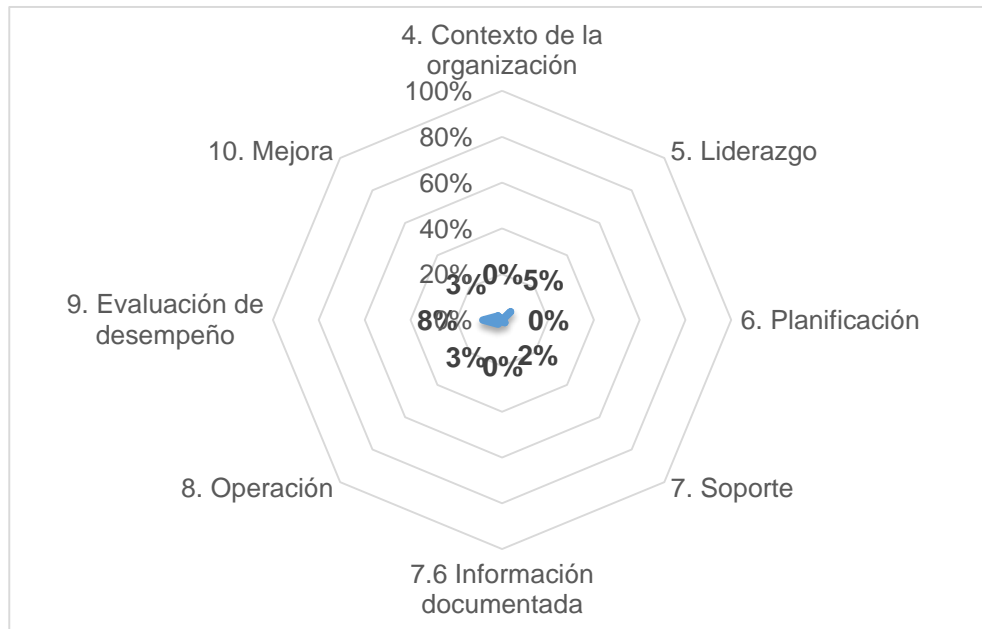 4. Contexto de la
organización
100%
80%
60%
40%
20%
0%
10. Mejora
5. Liderazgo
3%
0%
5%
9. Evaluación de
desempeño
8%
0%
6. Planificación
3%
0%
2%
8. Operación
7. Soporte
7.6 Información
documentada